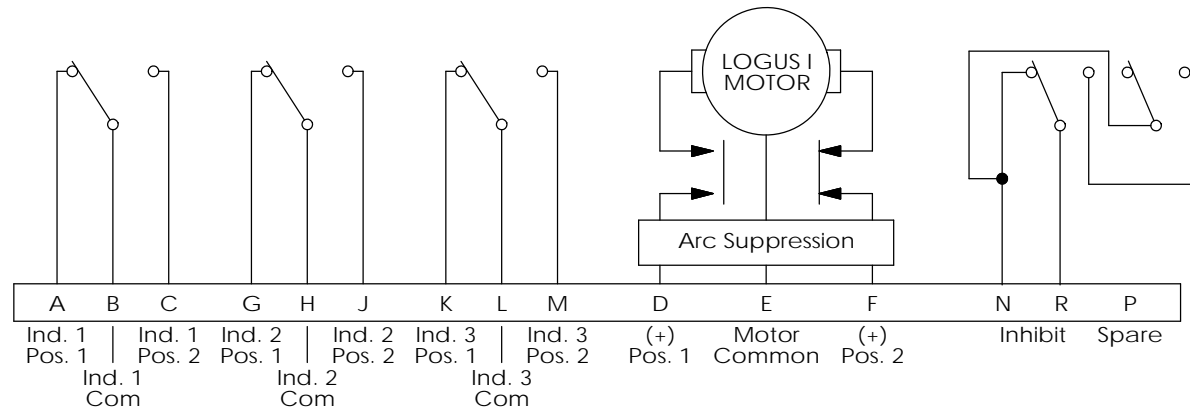 LOGUS I
MOTOR
Arc Suppression
A B C G H J K L M D E F N R P
Ind. 1
Pos. 1
Ind. 1
Com
Ind. 1
Pos. 2
Ind. 2
Pos. 1
Ind. 2
Com
Ind. 2
Pos. 2
Ind. 3
Pos. 1
Ind. 3
Com
Ind. 3
Pos. 2
(+)
Pos. 1
Motor
Common
(+)
Pos. 2
Inhibit
Spare